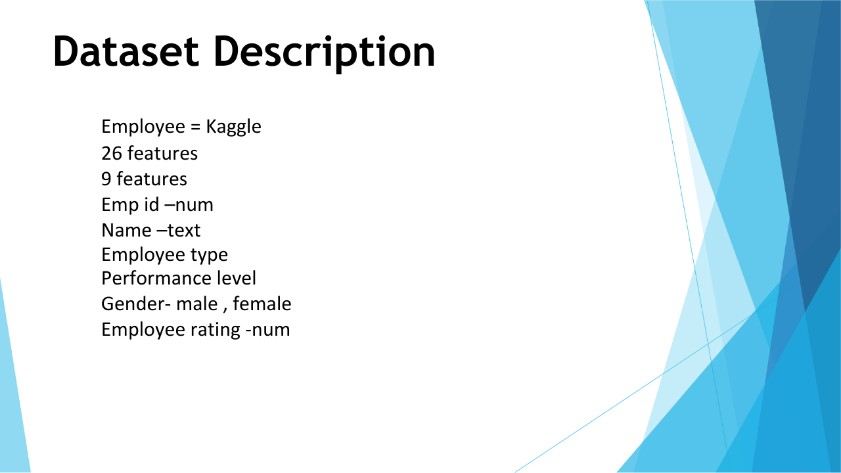 Dataset Description
Employee = Kaggle
26 features
9 features
Emp id –num
Name –text
Employee type
Performance level
Gender- male , female
Employee rating -num